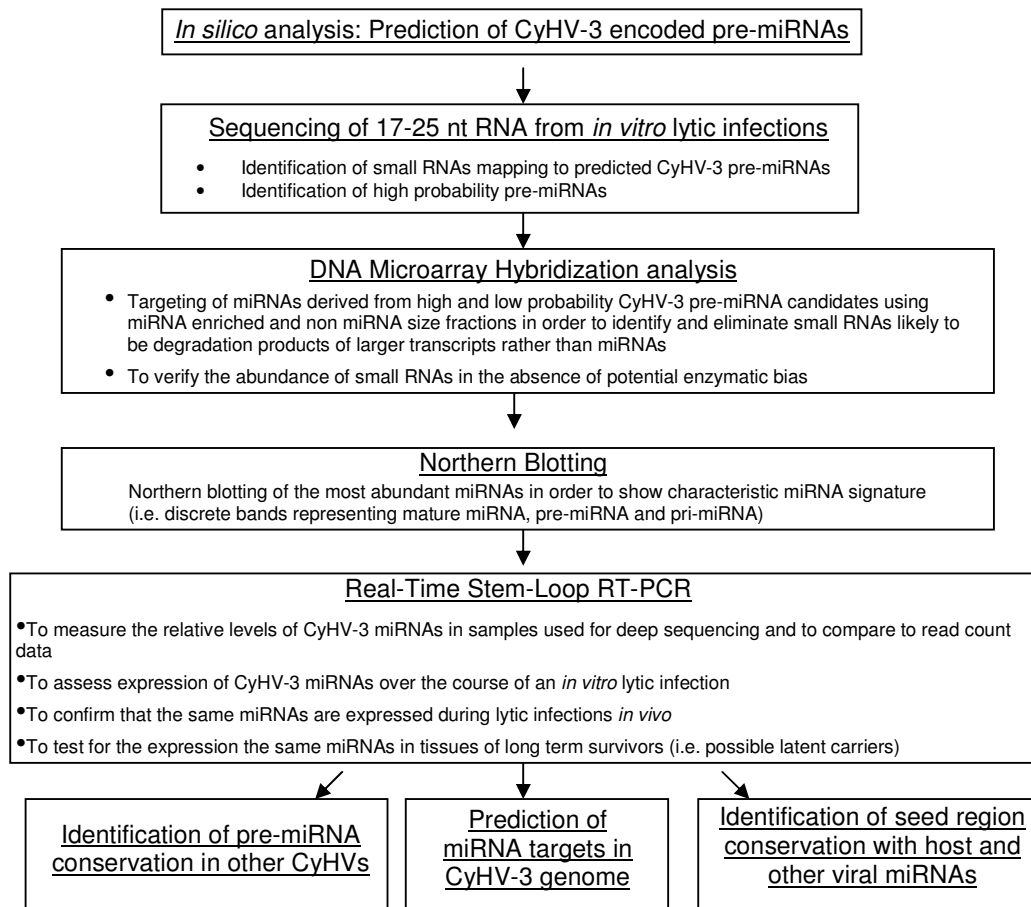 In silico analysis: Prediction of CyHV-3 encoded pre-miRNAs
Sequencing of 17-25 nt RNA from in vitro lytic infections
• Identification of small RNAs mapping to predicted CyHV-3 pre-miRNAs
• Identification of high probability pre-miRNAs
DNA Microarray Hybridization analysis
• Targeting of miRNAs derived from high and low probability CyHV-3 pre-miRNA candidates using
miRNA enriched and non miRNA size fractions in order to identify and eliminate small RNAs likely to
be degradation products of larger transcripts rather than miRNAs
• To verify the abundance of small RNAs in the absence of potential enzymatic bias
Northern Blotting
Northern blotting of the most abundant miRNAs in order to show characteristic miRNA signature
(i.e. discrete bands representing mature miRNA, pre-miRNA and pri-miRNA)
Real-Time Stem-Loop RT-PCR
•To measure the relative levels of CyHV-3 miRNAs in samples used for deep sequencing and to compare to read count
data
•To assess expression of CyHV-3 miRNAs over the course of an in vitro lytic infection
•To confirm that the same miRNAs are expressed during lytic infections in vivo
•To test for the expression the same miRNAs in tissues of long term survivors (i.e. possible latent carriers)
Identification of pre-miRNA
conservation in other CyHVs
Prediction of
miRNA targets in
CyHV-3 genome
Identification of seed region
conservation with host and
other viral miRNAs